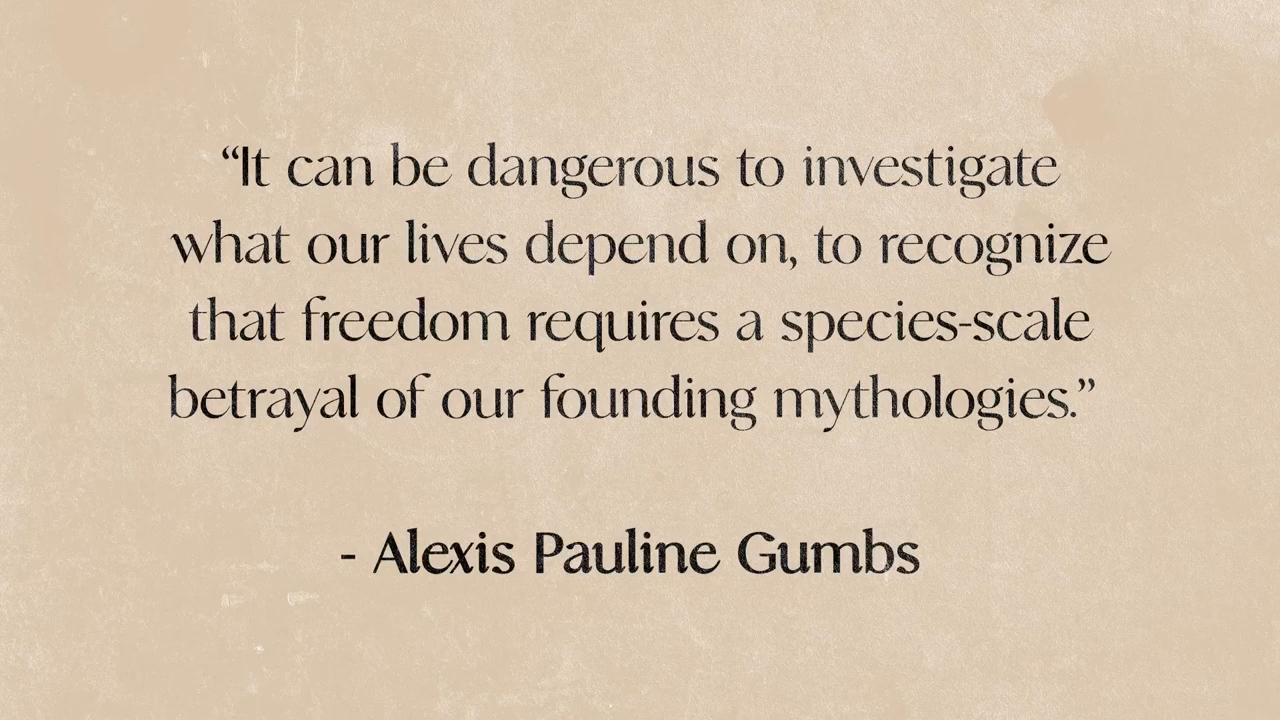 “It can be dangerous to investigate
what our lives depend on, to recognize
that freedom requires a species-scale
betrayal of our founding mythologies.”
- Alexis Pauline Gumbs